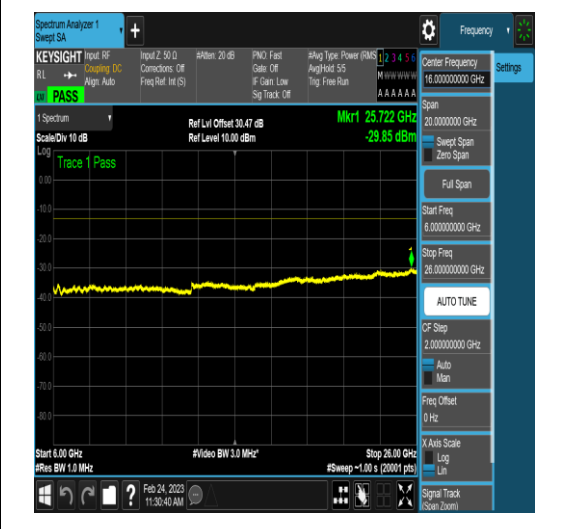 Spectrum Analyzer 1
Swept SA
+
Frequency
KEYSIGHT
RL
PASS
Input: RF
Coupling: DC
Align: Auto
Input Z: 50 Ω
Corrections: Off
Freq Ref: Int (S)
#Atten: 20 dB
PNO: Fast
Gate: Off
IF Gain: Low
Sig Track: Off
#Avg Type: Power (RMS
Avg|Hold: 5/5
Trig: Free Run
1 2 3 4 5 6
M W W W W W
A A A A A A
1 Spectrum
Scale/Div 10 dB
Ref Lvl Offset 30.47 dB
Ref Level 10.00 dBm
Mkr1 25.722 GHz
-29.85 dBm
Log
Trace 1 Pass
0.00
-10.0
-20.0
-30.0
-40.0
-50.0
-60.0
-70.0
-80.0
1
Start 6.00 GHz
#Res BW 1.0 MHz
#Video BW 3.0 MHz*
Stop 26.00 GHz
#Sweep ~1.00 s (20001 pts)
?
Feb 24, 2023
11:30:40 AM
Center Frequency
16.000000000 GHz
Settings
Span
20.0000000 GHz
Swept Span
Zero Span
Full Span
Start Freq
6.000000000 GHz
Stop Freq
26.000000000 GHz
AUTO TUNE
CF Step
2.000000000 GHz
Auto
Man
Freq Offset
0 Hz
X Axis Scale
Log
Lin
Signal Track
(Span Zoom)